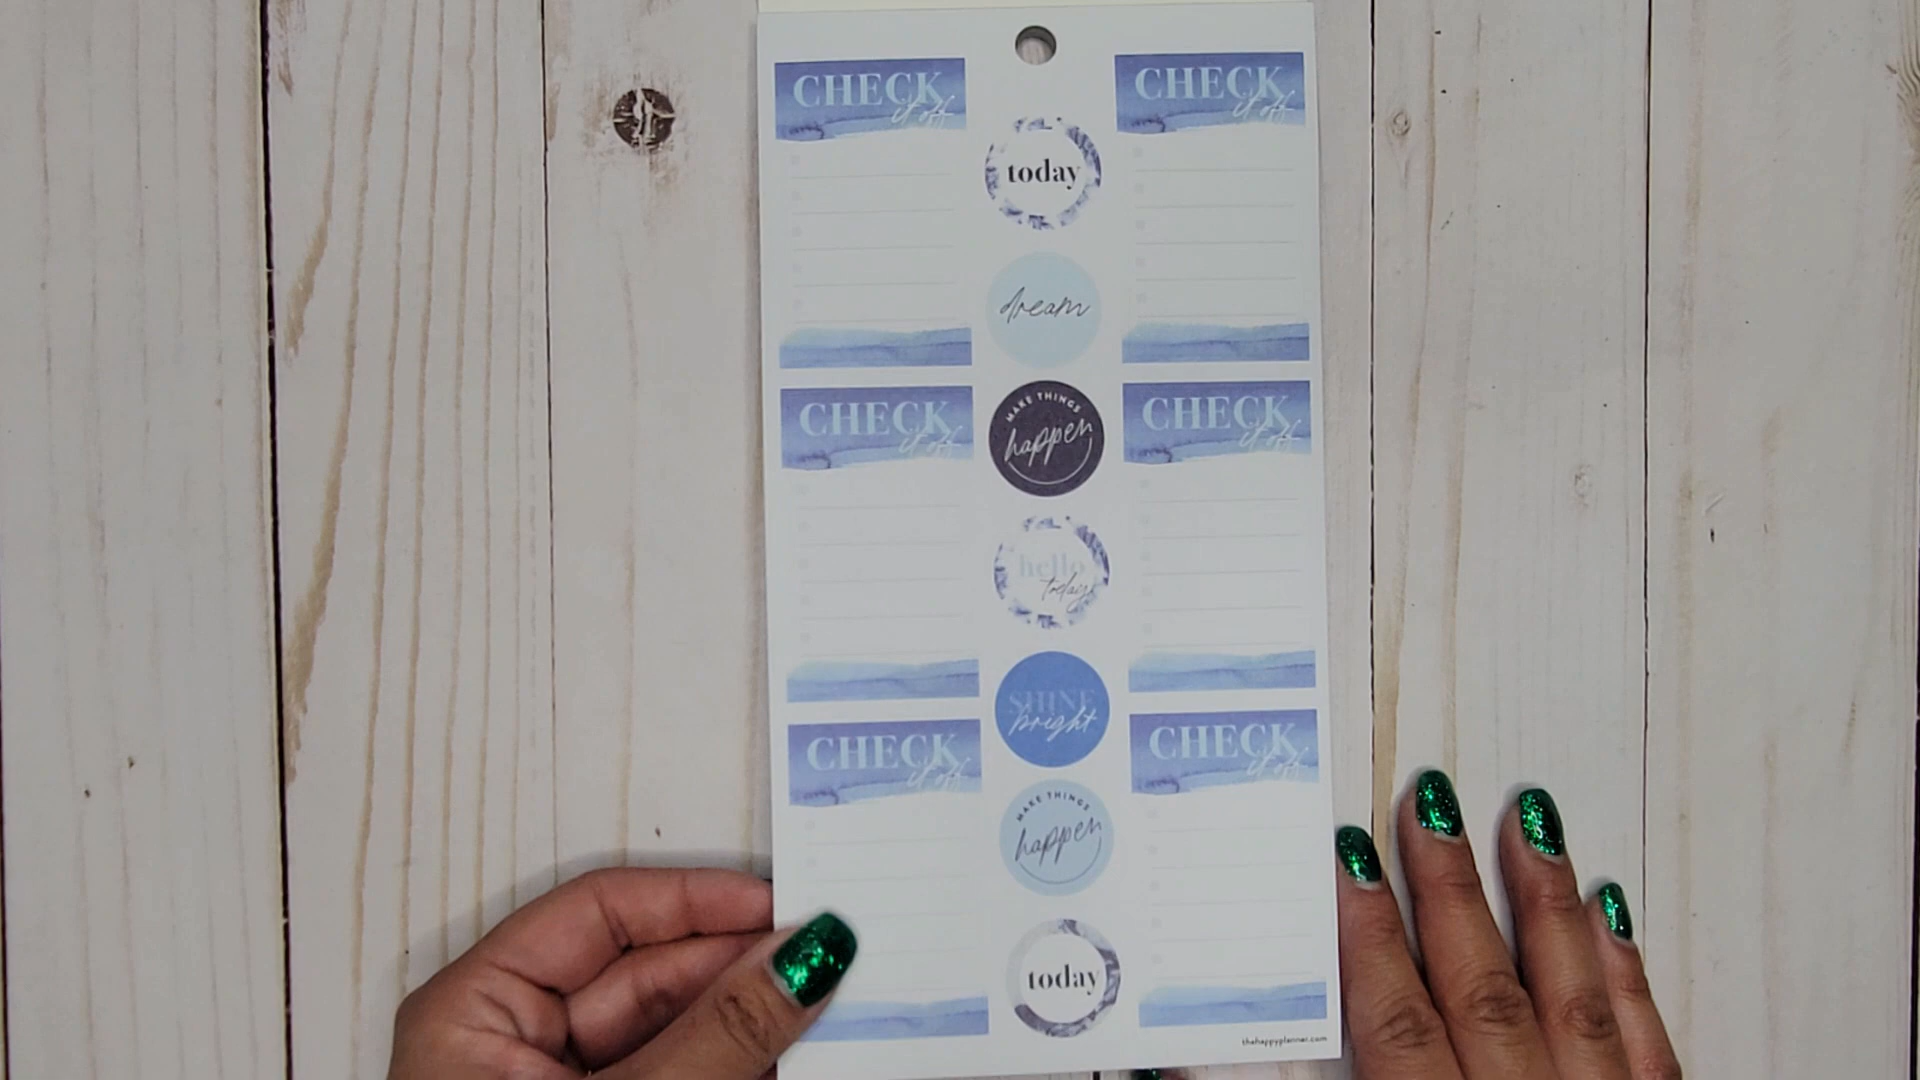 CHECK
it off
CHECK
it off
today
dream
CHECK
it off
MAKE THINGS
happen
CHECK
it off
hello
today
SHINE
bright
CHECK
it off
MAKE THINGS
happen
CHECK
it off
today
thehappyplanner.com